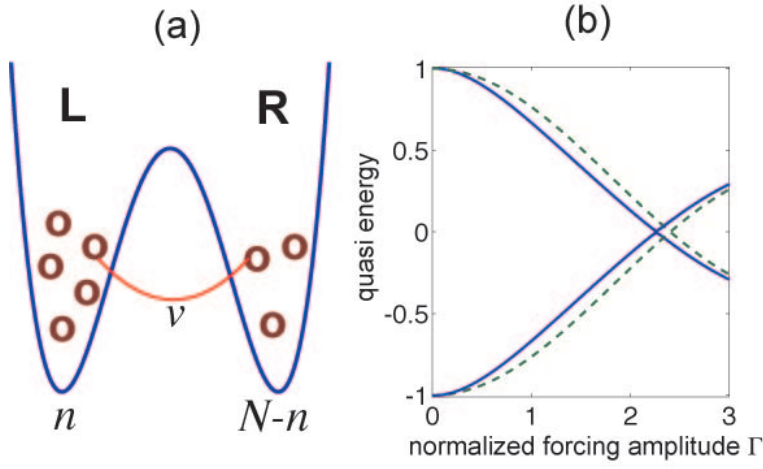 (a)
L
R
v
n
N-n
(b)
1
0.5
0
-0.5
-1
quasi energy
0
1
2
3
normalized forcing amplitude Γ